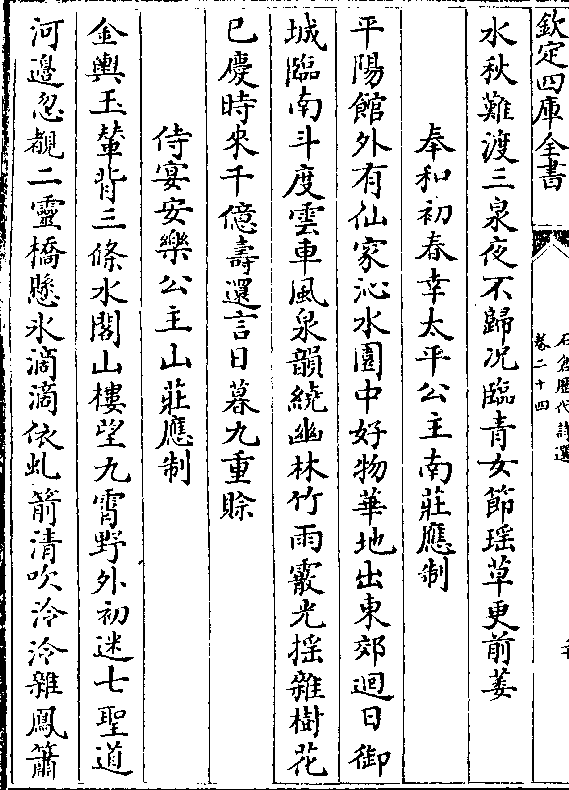 欽定四庫全書
石倉歷代詩選
卷二十四
水秋難渡三泉夜不歸况臨青女節瑶草更前萋
奉和初春幸太平公主南莊應制
平陽館外有仙家沁水園中好物華地出東郊迴日御
城臨南斗度雲車風泉韻繞幽林竹雨霰光揺雜樹花
巳慶時來千億壽還言日暮九重賖
侍宴安樂公主山莊應制
金輿玉輦背三條水閣山樓望九霄野外初迷七聖道
河邉忽覩二靈橋懸氷滴滴依虬箭清吹泠泠雜鳳簫